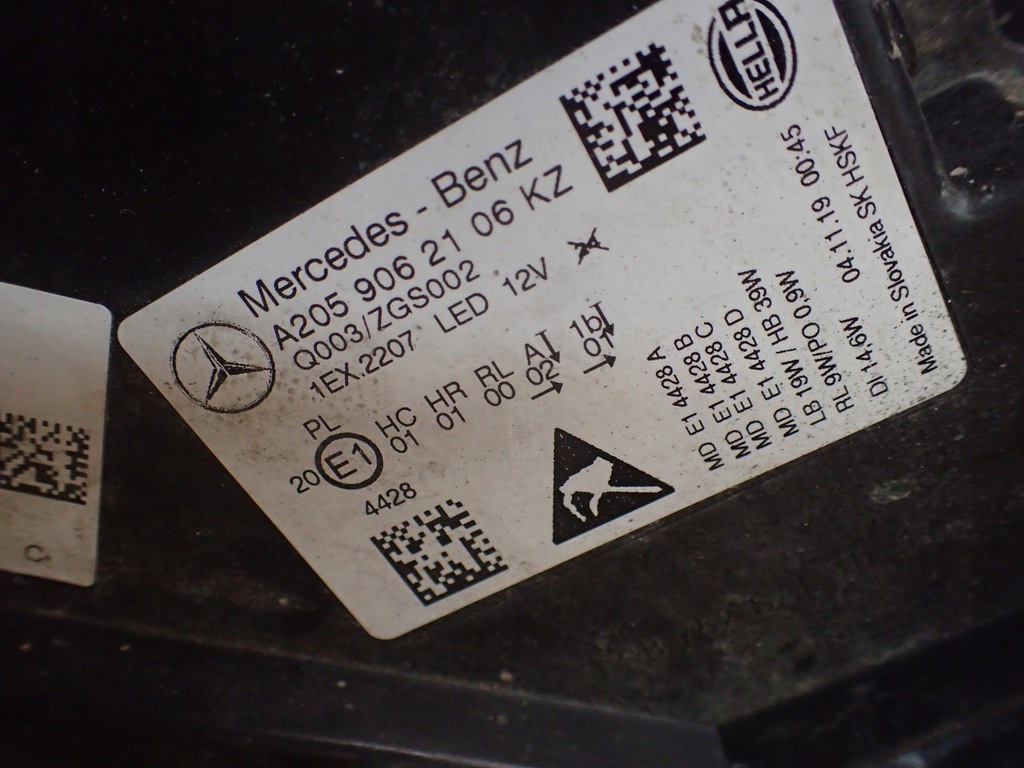 HELLA
Mercedes - Benz
A205 906 21 06 KZ
Q003/ZGS002
1EX.2207 LED 12V
PL HC HR RL A 1b
20 E1 01 01 00 02 01
4428
MD E1 4428 A
MD E1 4428 B
MD E1 4428 C
MD E1 4428 D
LB 19W / HB 39W
RL 9W/PO 0,9W
DI 14,6W 04.11.19 00:45
Made in Slovakia SK HSKF
C